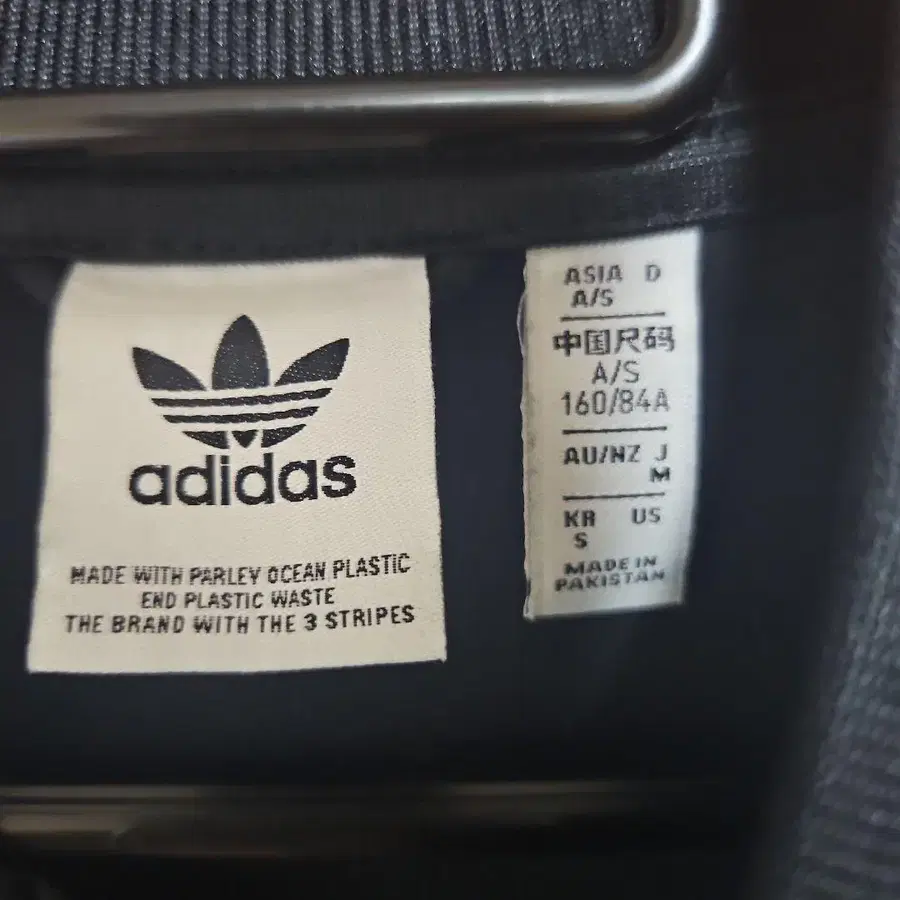 adidas
MADE WITH PARLEY OCEAN PLASTIC
END PLASTIC WASTE
THE BRAND WITH THE 3 STRIPES
ASIA D
A/S
中国尺码
A/S
160/84A
AU/NZ J
M
KR US
S
MADE IN
PAKISTAN